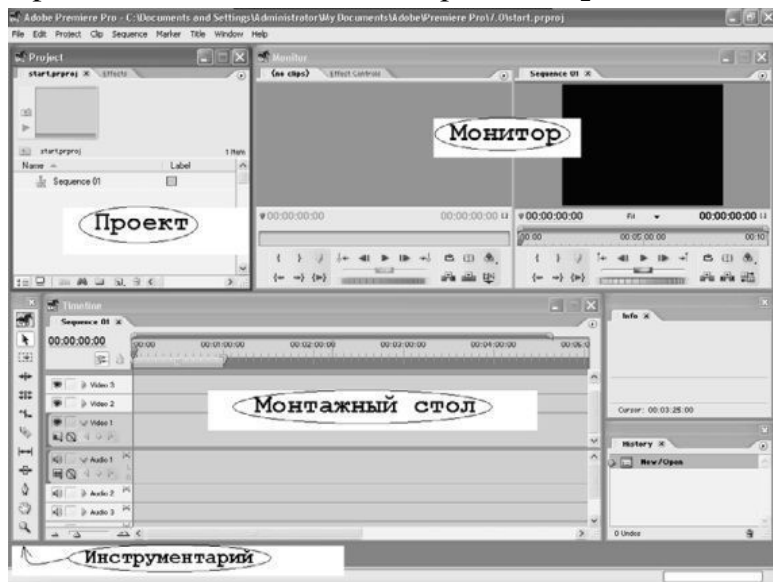 Adobe Premiere Pro - C:\Documents and Settings\Administrator\My Documents\Adobe\Premiere Pro\7.0\start.prproj
File Edit Project Clip Sequence Marker Title Window Help
Project
start.prproj Effects
start.prproj
1 Item
Name Label
Sequence 01
Проект
Monitor
(no clips) Effect Controls
Sequence 01
Монитор
00:00:00:00 00:00:00:00
00:00:00:00 Fit 00:00:00:00
00:00 00:05:00:00 00:10
Timeline
Sequence 01
00:00:00:00
00:00 00:01:00:00 00:02:00:00 00:03:00:00 00:04:00:00 00:05:0
Video 3
Video 2
Video 1
Audio 1
Audio 2
Audio 3
Монтажный стол
Info
Cursor: 00:03:25:00
History
New/Open
0 Undos
Инструментарий